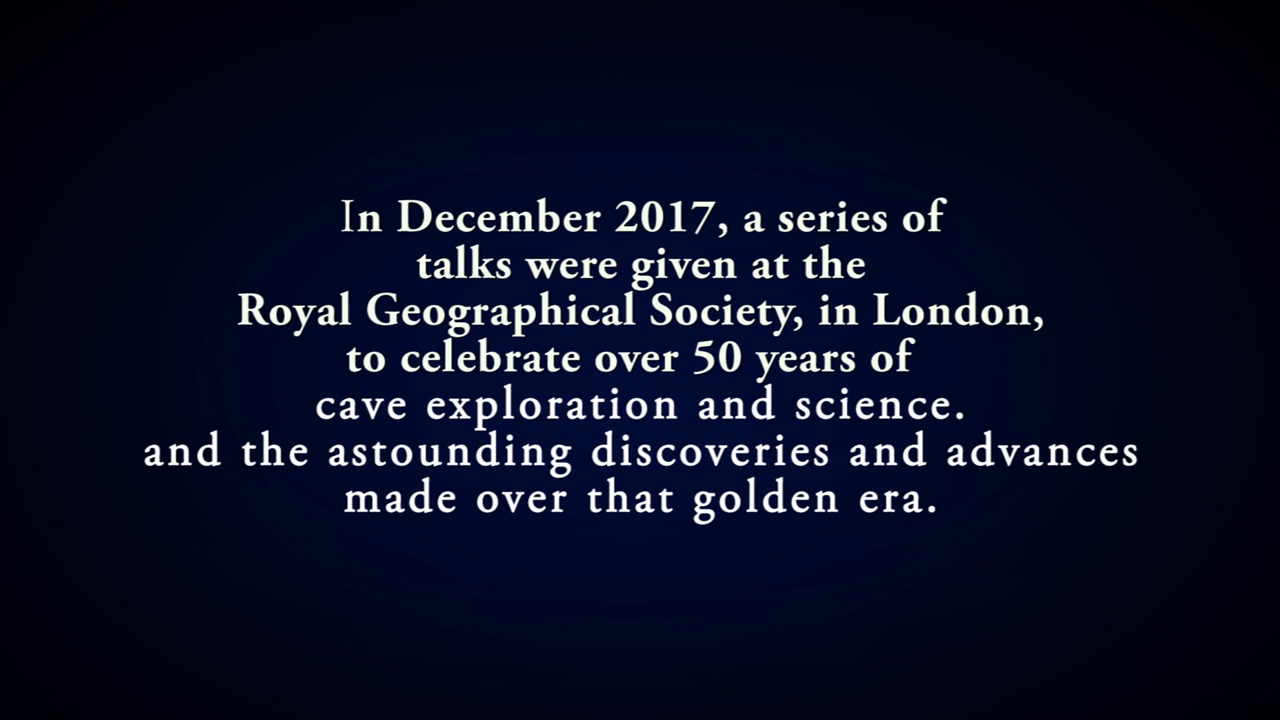 In December 2017, a series of
talks were given at the
Royal Geographical Society, in London,
to celebrate over 50 years of
cave exploration and science.
and the astounding discoveries and advances
made over that golden era.